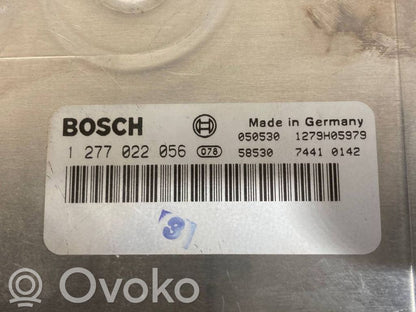 BOSCH Made in Germany
050530 1279H05979
1 277 022 056 078 58530 7441 0142
Ovoko